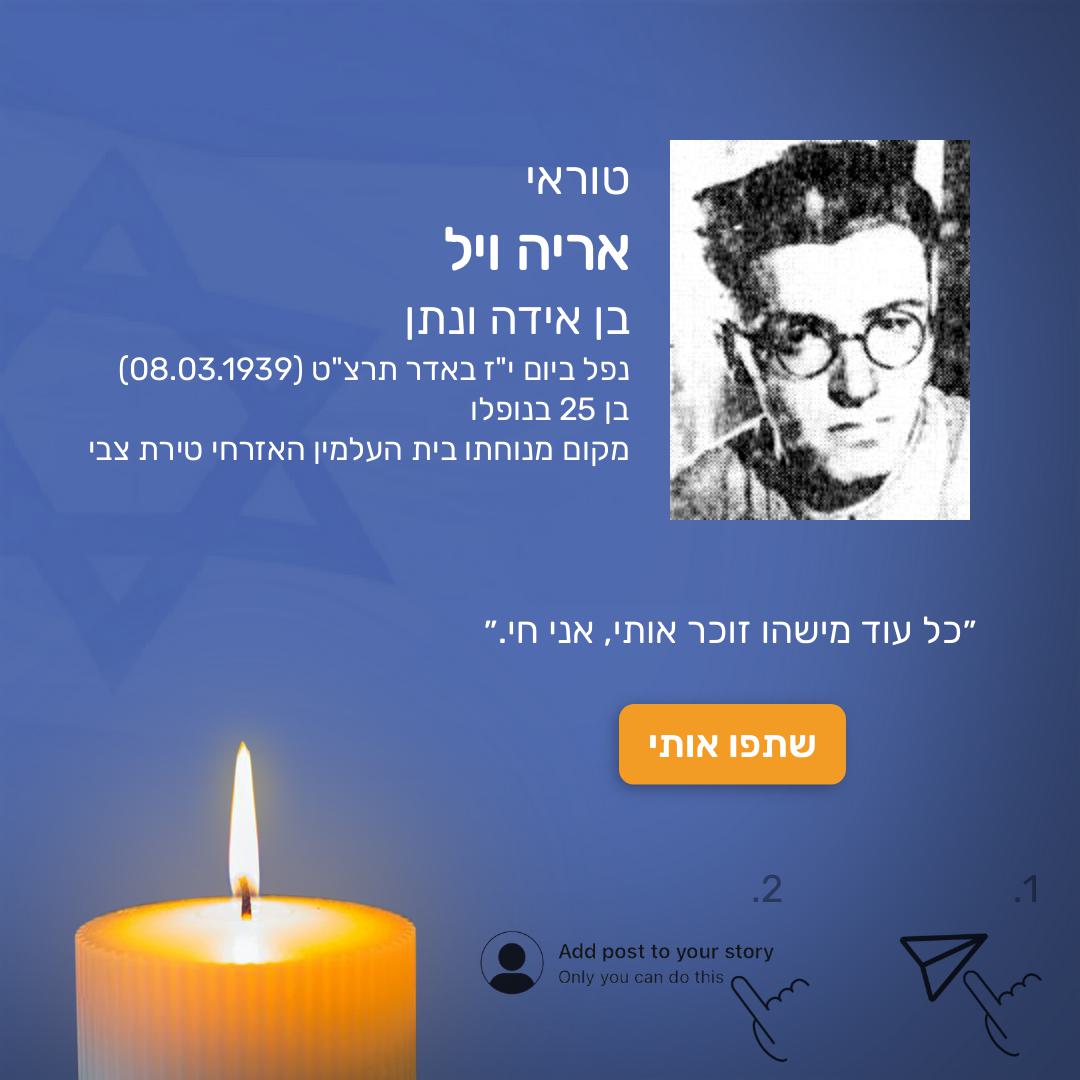 טוראי
אריה ויל
בן אידה ונתן
נפל ביום י"ז באדר תרצ"ט (08.03.1939)
בן 25 בנופלו
מקום מנוחתו בית העלמין האזרחי טירת צבי
״כל עוד מישהו זוכר אותי, אני חי.״
שתפו אותי
.1
.2
Add post to your story
Only you can do this